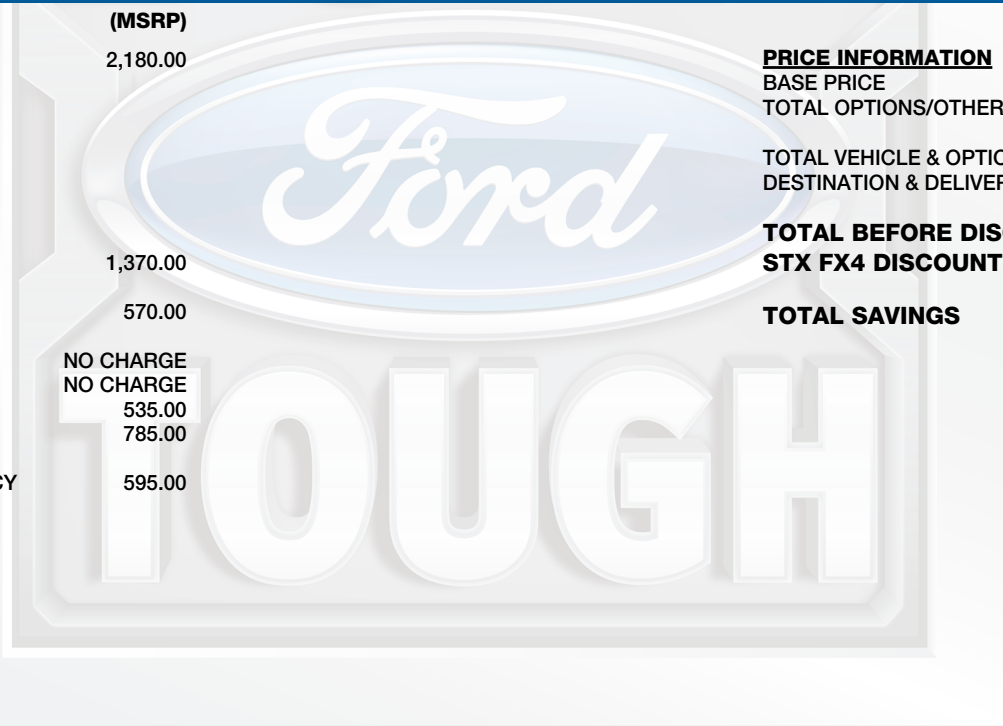 (MSRP)
2,180.00
1,370.00
570.00
NO CHARGE
NO CHARGE
535.00
785.00
CY 595.00
Ford
TOUGH
PRICE INFORMATION
BASE PRICE
TOTAL OPTIONS/OTHER
TOTAL VEHICLE & OPTIO
DESTINATION & DELIVER
TOTAL BEFORE DIS
STX FX4 DISCOUNT
TOTAL SAVINGS